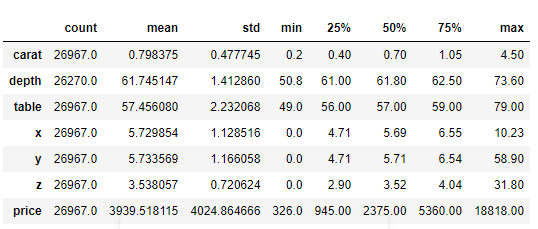 count mean std min 25% 50% 75% max
carat 26967.0 0.798375 0.477745 0.2 0.40 0.70 1.05 4.50
depth 26270.0 61.745147 1.412860 50.8 61.00 61.80 62.50 73.60
table 26967.0 57.456080 2.232068 49.0 56.00 57.00 59.00 79.00
x 26967.0 5.729854 1.128516 0.0 4.71 5.69 6.55 10.23
y 26967.0 5.733569 1.166058 0.0 4.71 5.71 6.54 58.90
z 26967.0 3.538057 0.720624 0.0 2.90 3.52 4.04 31.80
price 26967.0 3939.518115 4024.864666 326.0 945.00 2375.00 5360.00 18818.00